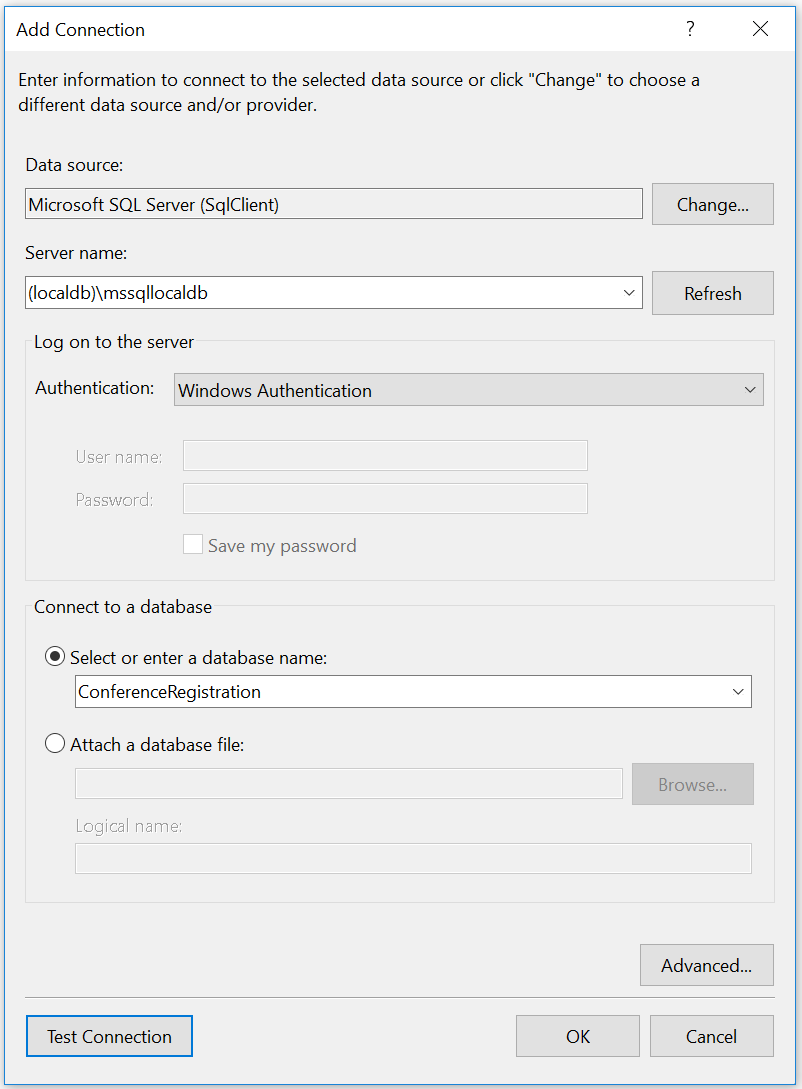 Add Connection
?
Enter information to connect to the selected data source or click "Change" to choose a
different data source and/or provider.
Data source:
Microsoft SQL Server (SqlClient)
Change...
Server name:
(localdb)\mssqllocaldb
Refresh
Log on to the server
Authentication:
Windows Authentication
User name:
Password:
Save my password
Connect to a database
Select or enter a database name:
ConferenceRegistration
Attach a database file:
Browse...
Logical name:
Advanced...
Test Connection
OK
Cancel